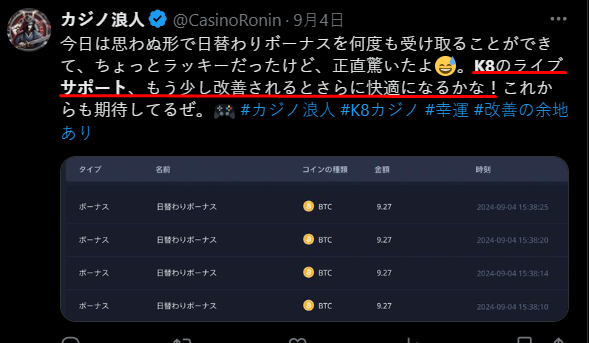 カジノ浪人 @CasinoRonin · 9月4日
今日は思わぬ形で日替わりボーナスを何度も受け取ることができ
て、ちょっとラッキーだったけど、正直驚いたよ😅。K8のライブ
サポート、もう少し改善されるとさらに快適になるかな！これか
らも期待してるぜ。🎮 #カジノ浪人 #K8カジノ #幸運 #改善の余地
あり
タイプ 名前 コインの種類 金額 時刻
ボーナス 日替わりボーナス BTC 9.27 2024-09-04 15:38:25
ボーナス 日替わりボーナス BTC 9.27 2024-09-04 15:38:20
ボーナス 日替わりボーナス BTC 9.27 2024-09-04 15:38:14
ボーナス 日替わりボーナス BTC 9.27 2024-09-04 15:38:10